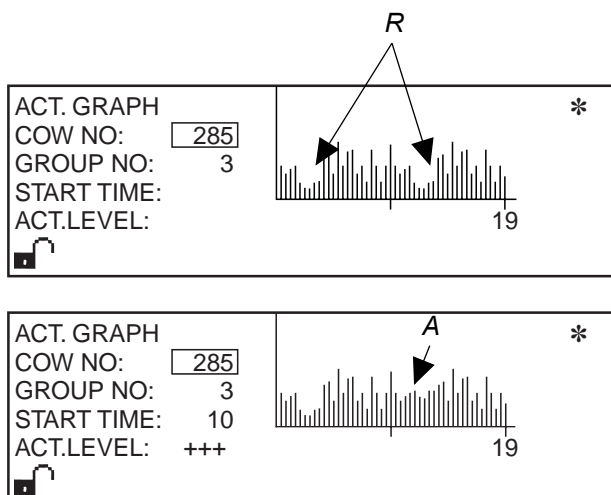 R
ACT. GRAPH
COW NO: 285
GROUP NO: 3
START TIME:
ACT.LEVEL:
19
*
ACT. GRAPH
COW NO: 285
GROUP NO: 3
START TIME: 10
ACT.LEVEL: +++
A
19
*